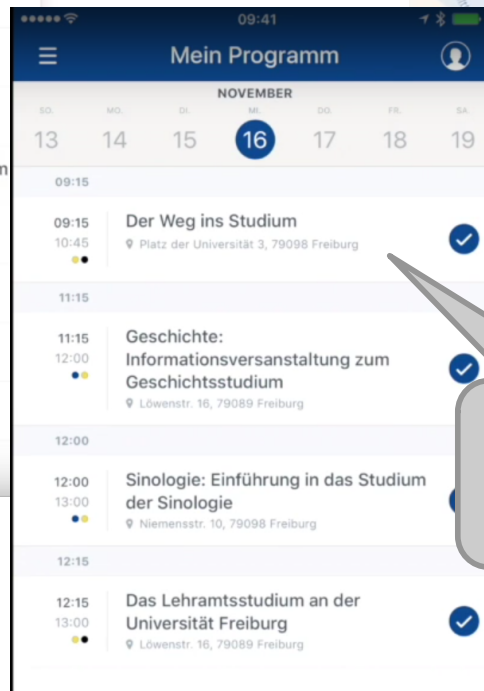 09:41
Mein Programm
NOVEMBER
SO. MO. DI. MI. DO. FR. SA.
13 14 15 16 17 18 19
09:15
09:15 Der Weg ins Studium
10:45 Platz der Universität 3, 79098 Freiburg
11:15
11:15 Geschichte:
12:00 Informationsversanstaltung zum
Geschichtsstudium
Löwenstr. 16, 79089 Freiburg
12:00
12:00 Sinologie: Einführung in das Studium
13:00 der Sinologie
Niemensstr. 10, 79098 Freiburg
12:15
12:15 Das Lehramtsstudium an der
13:00 Universität Freiburg
Löwenstr. 16, 79089 Freiburg